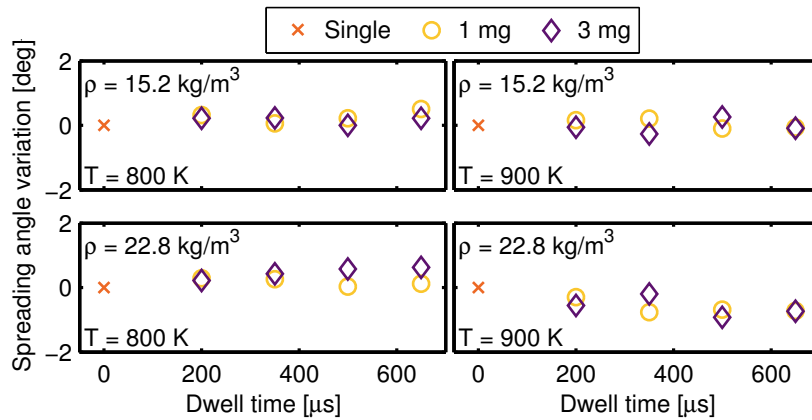 Single 1 mg 3 mg
Spreading angle variation [deg]
2
0
−2
ρ = 15.2 kg/m³
T = 800 K
ρ = 15.2 kg/m³
T = 900 K
2
0
−2
ρ = 22.8 kg/m³
T = 800 K
ρ = 22.8 kg/m³
T = 900 K
0 200 400 600 0 200 400 600
Dwell time [μs] Dwell time [μs]